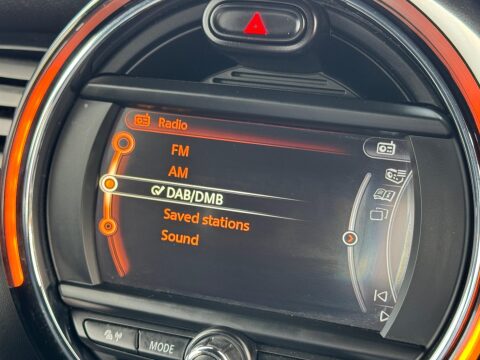 Radio
FM
AM
DAB/DMB
Saved stations
Sound
MODE